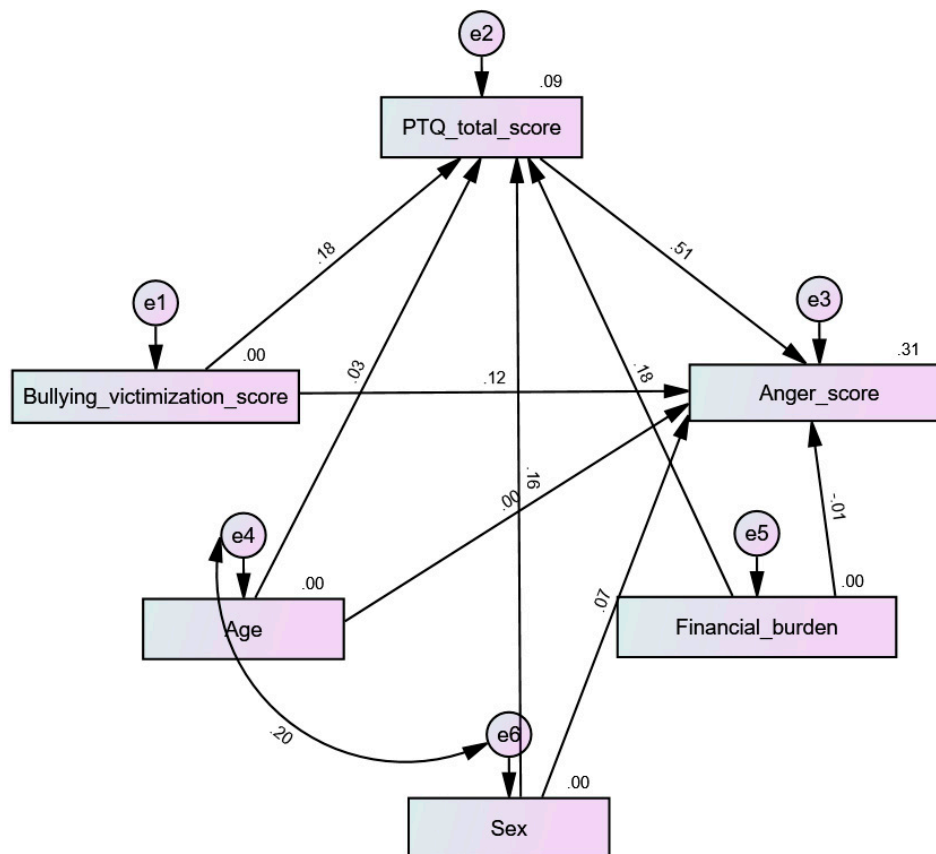 e2
.09
PTQ_total_score
.18
.51
e1
e3
.00
.31
.03
.18
Bullying_victimization_score
.12
Anger_score
.16
.00
-.01
e4
e5
.00
.00
.07
Age
Financial_burden
.20
e6
.00
Sex